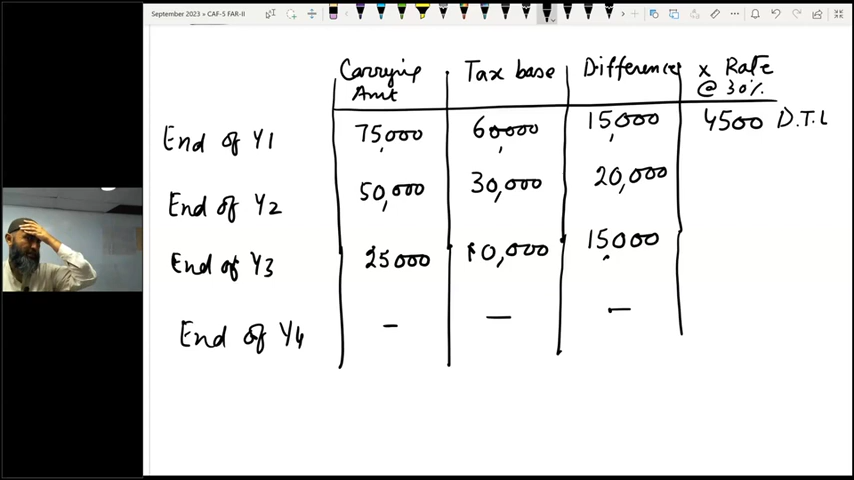 September 2023 » CAF-5 FAR-II
Carrying Amt Tax base Difference x Rate @ 30%
End of Y1 75,000 60,000 15,000 4500 D.T.L
End of Y2 50,000 30,000 20,000
End of Y3 25000 10,000 15,000
End of Y4 - - -